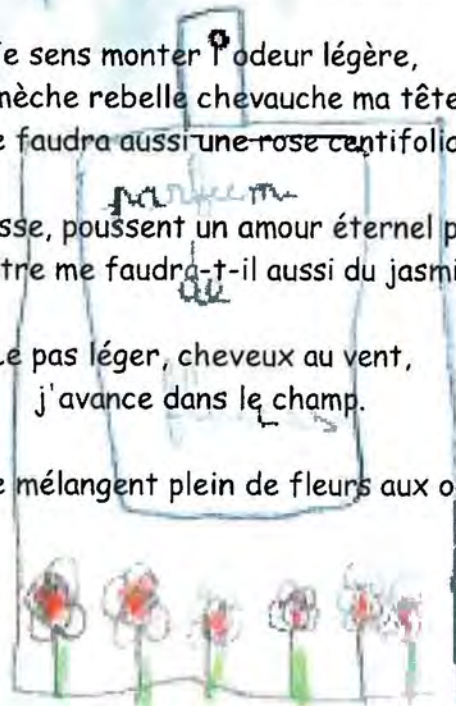 e sens monter l'odeur légère,
mèche rebelle chevauche ma tête
faudra aussi une rose centifolia
parfum
sse, poussent un amour éternel p
tre me faudra-t-il aussi du jasmi
de
Le pas léger, cheveux au vent,
j'avance dans le champ.
e mélangent plein de fleurs aux o